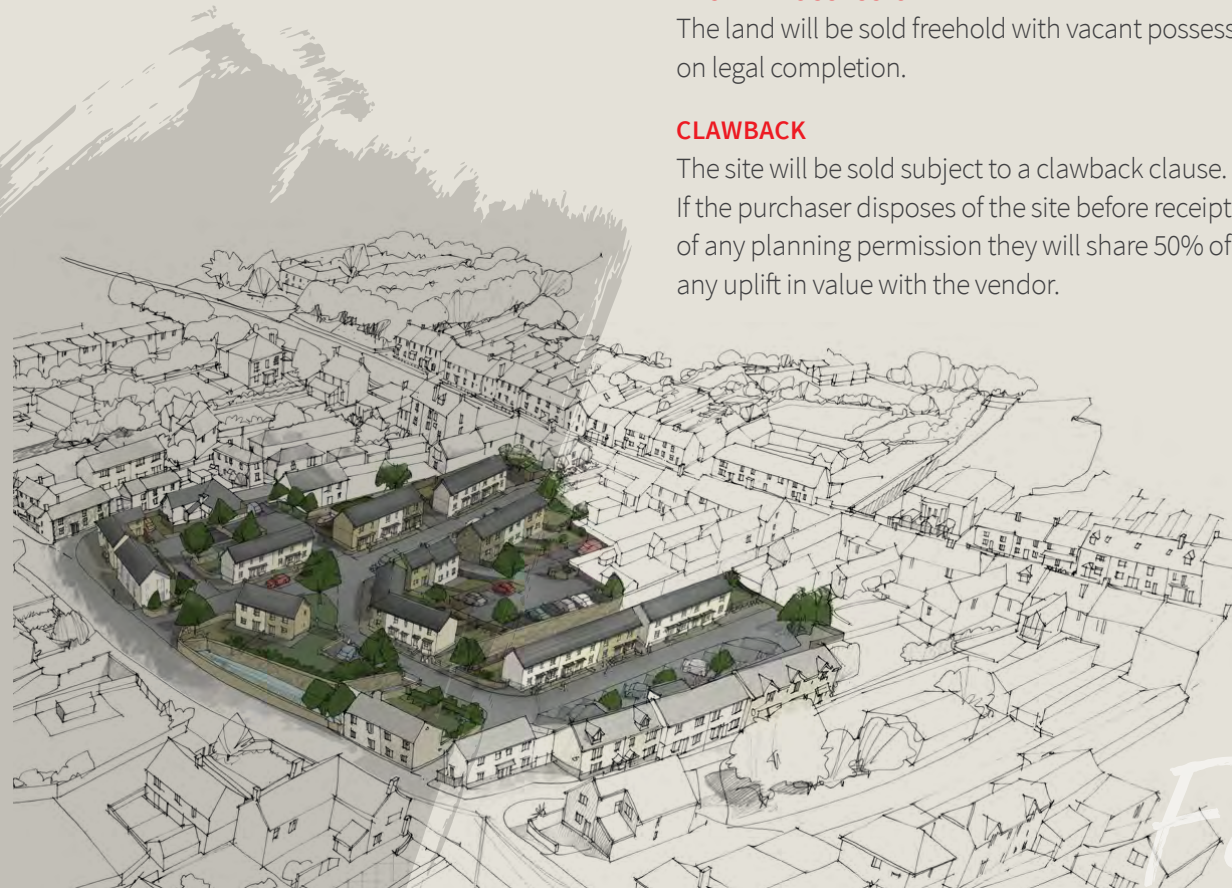 The land will be sold freehold with vacant
on legal completion.
CLAWBACK
The site will be sold subject to a clawback clause.
If the purchaser disposes of the site before receipt
of any planning permission they will share 50% of
any uplift in value with the vendor.